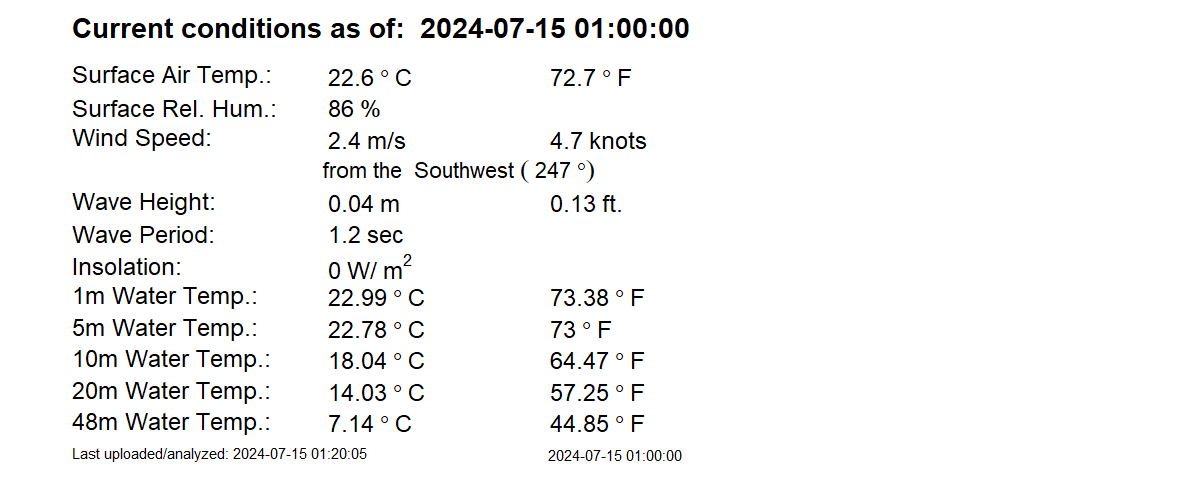 Current conditions as of: 2024-07-15 01:00:00
Surface Air Temp.: 22.6 ° C 72.7 ° F
Surface Rel. Hum.: 86 %
Wind Speed: 2.4 m/s 4.7 knots
from the Southwest ( 247 °)
Wave Height: 0.04 m 0.13 ft.
Wave Period: 1.2 sec
Insolation: 0 W/ m²
1m Water Temp.: 22.99 ° C 73.38 ° F
5m Water Temp.: 22.78 ° C 73 ° F
10m Water Temp.: 18.04 ° C 64.47 ° F
20m Water Temp.: 14.03 ° C 57.25 ° F
48m Water Temp.: 7.14 ° C 44.85 ° F
Last uploaded/analyzed: 2024-07-15 01:20:05 2024-07-15 01:00:00